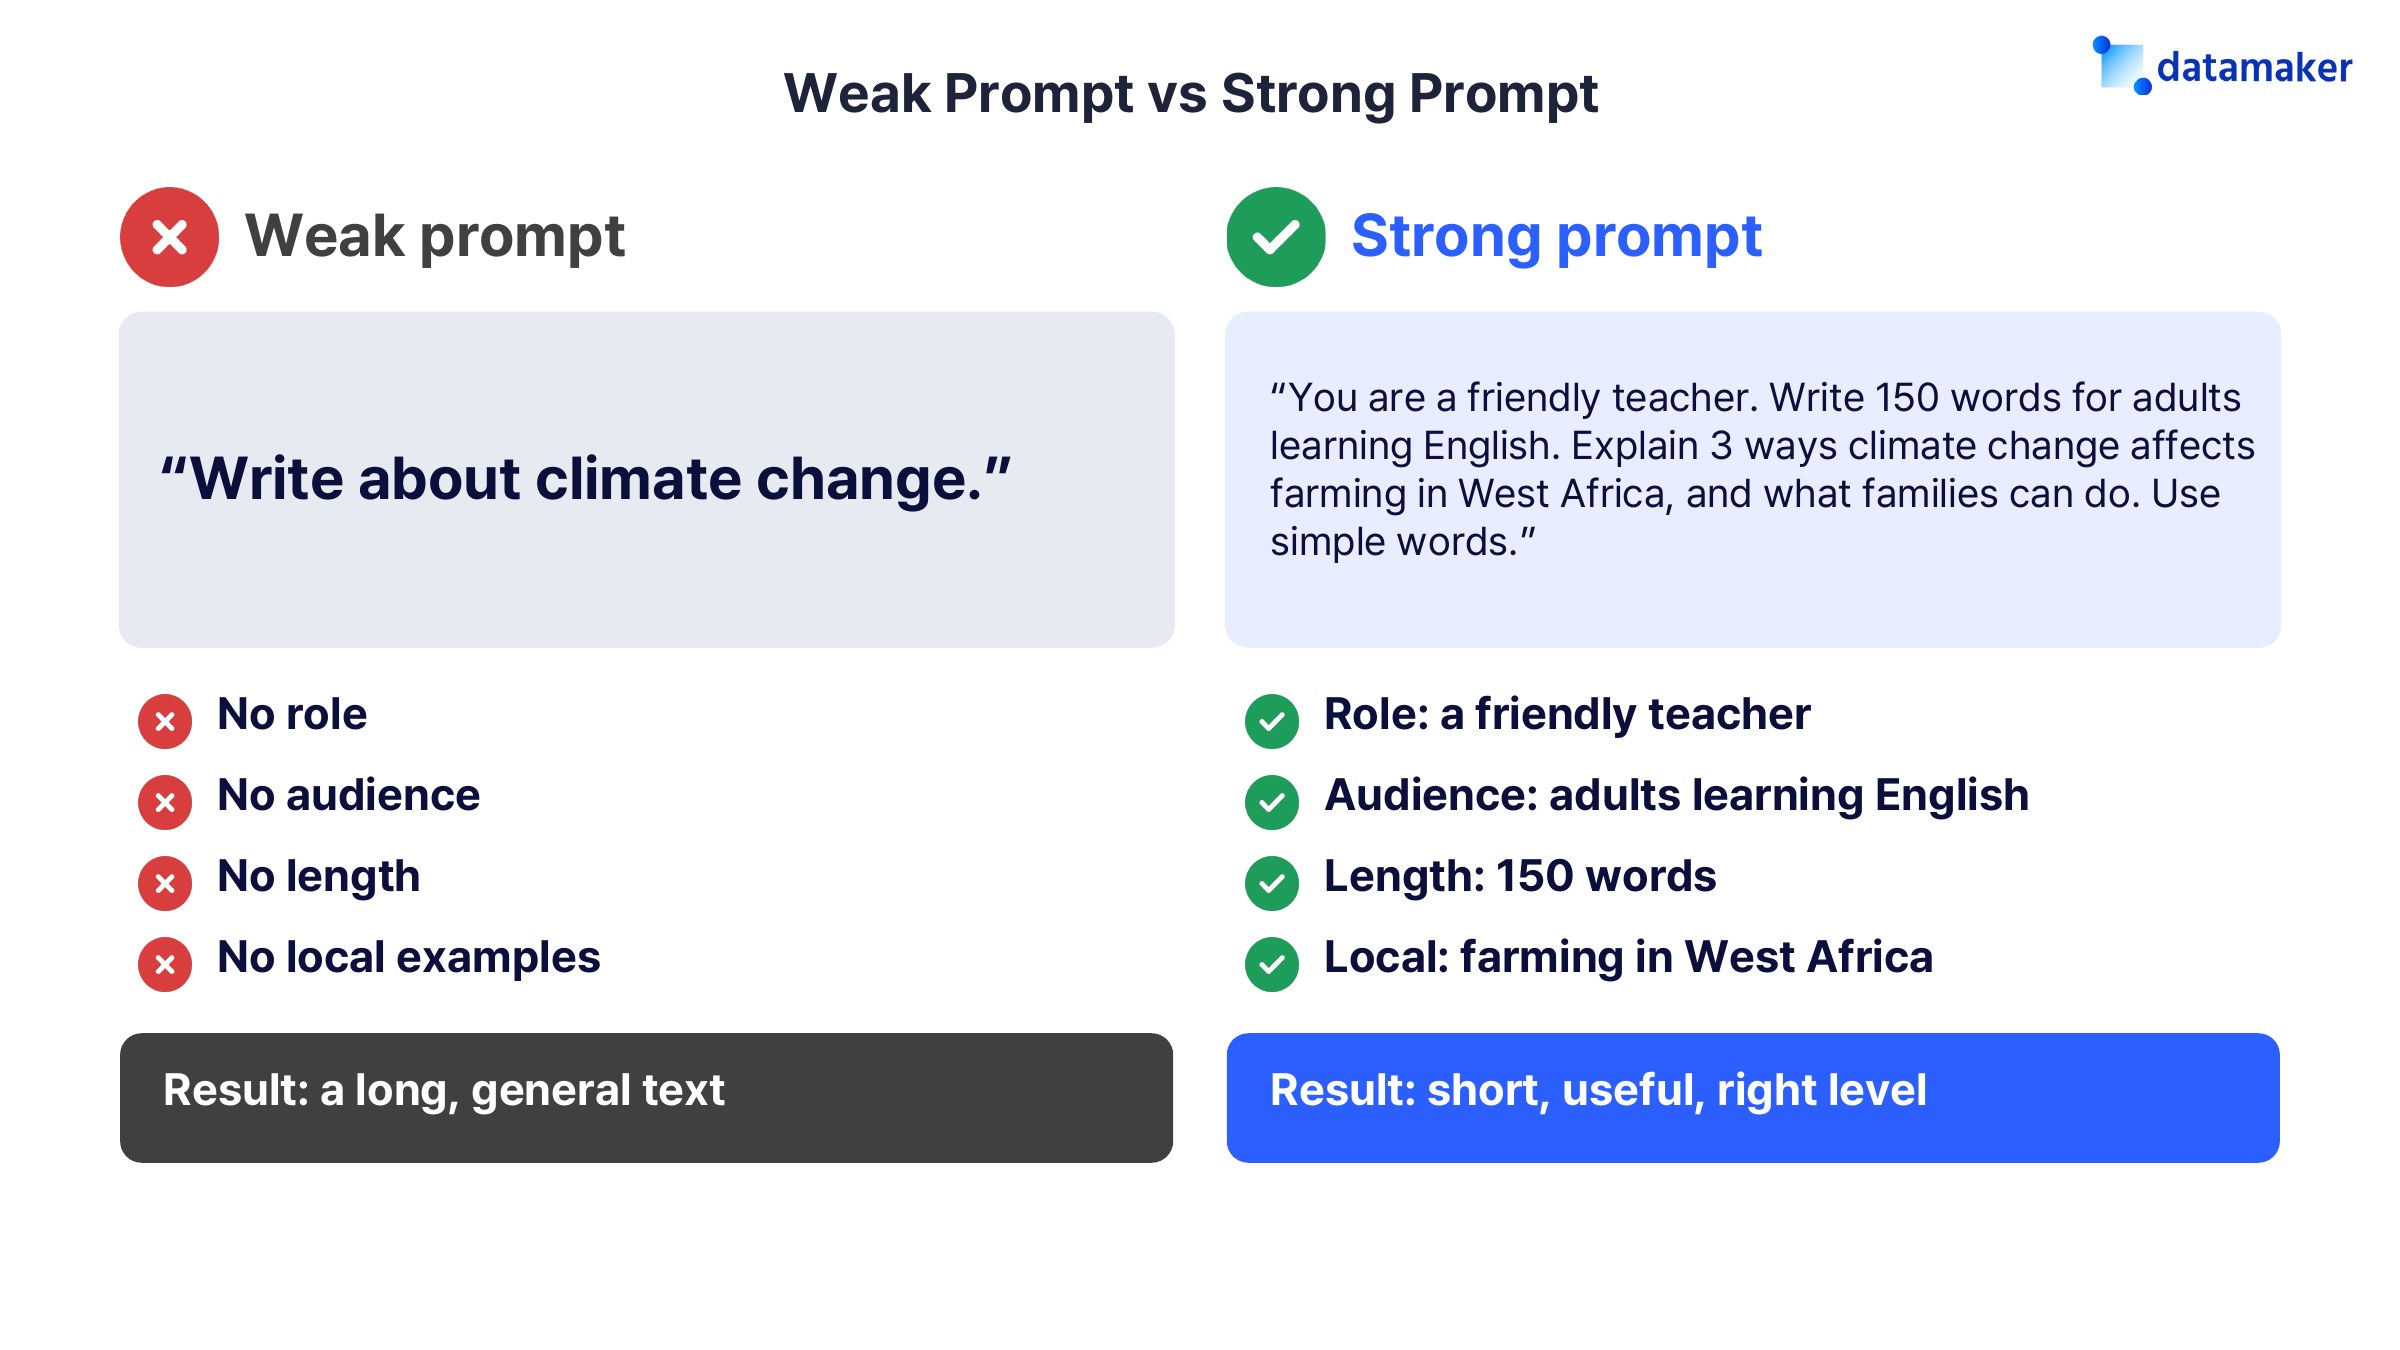 datamaker
Weak Prompt vs Strong Prompt
Weak prompt
“Write about climate change.”
No role
No audience
No length
No local examples
Result: a long, general text
Strong prompt
“You are a friendly teacher. Write 150 words for adults
learning English. Explain 3 ways climate change affects
farming in West Africa, and what families can do. Use
simple words.”
Role: a friendly teacher
Audience: adults learning English
Length: 150 words
Local: farming in West Africa
Result: short, useful, right level